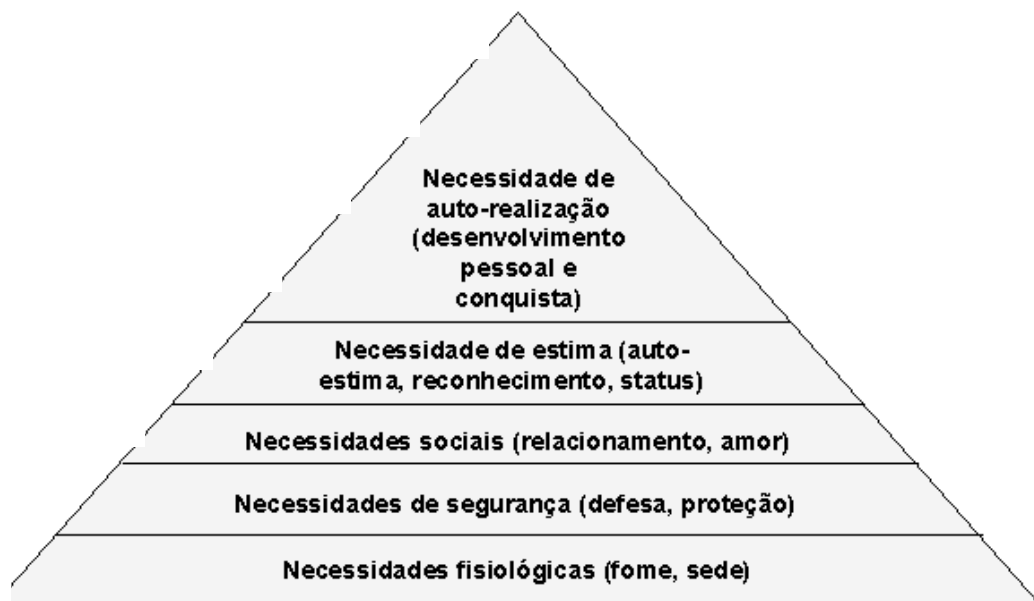 Necessidade de
auto-realização
(desenvolvimento
pessoal e
conquista)
Necessidade de estima (auto-
estima, reconhecimento, status)
Necessidades sociais (relacionamento, amor)
Necessidades de segurança (defesa, proteção)
Necessidades fisiológicas (fome, sede)